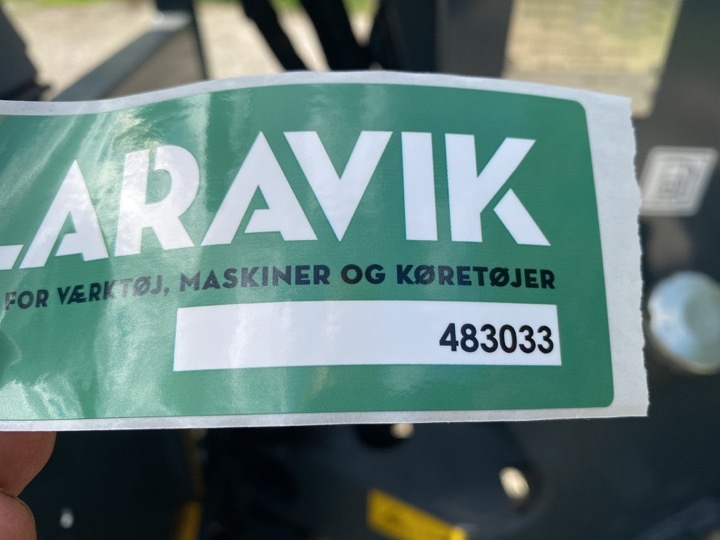 LARAVIK
FOR VÆRKTØJ, MASKINER OG KØRETØJER
483033